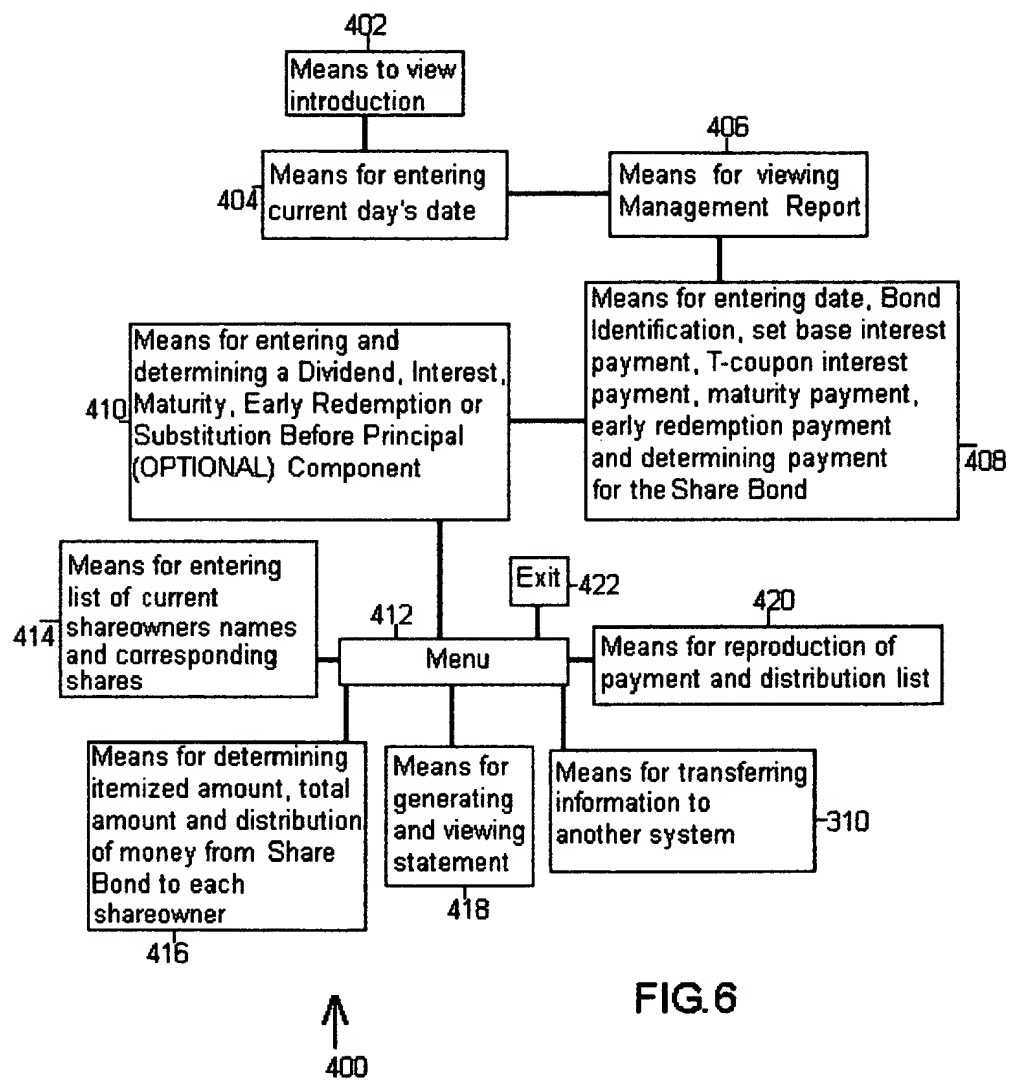 402
Means to view
introduction
406
404
Means for entering
current day's date
Means for viewing
Management Report
410
Means for entering and
determining a Dividend, Interest,
Maturity, Early Redemption or
Substitution Before Principal
(OPTIONAL) Component
Means for entering date, Bond
Identification, set base interest
payment, T-coupon interest
payment, maturity payment,
early redemption payment
and determining payment
for the Share Bond
408
414
Means for entering
list of current
shareowners names
and corresponding
shares
412
Menu
Exit
422
420
Means for reproduction of
payment and distribution list
Means for determining
itemized amount, total
amount and distribution
of money from Share
Bond to each
shareowner
416
Means for
generating
and viewing
statement
418
Means for transferring
information to
another system
310
FIG.6
400